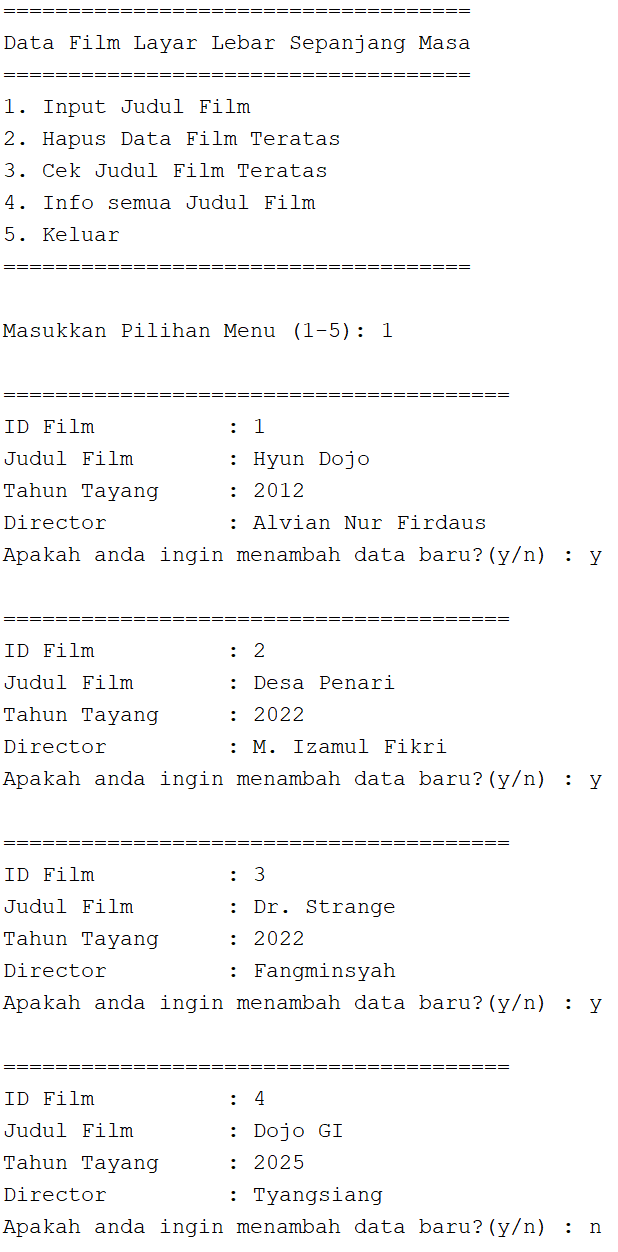 ====================================
Data Film Layar Lebar Sepanjang Masa
====================================
1. Input Judul Film
2. Hapus Data Film Teratas
3. Cek Judul Film Teratas
4. Info semua Judul Film
5. Keluar
====================================
Masukkan Pilihan Menu (1-5): 1
=======================================
ID Film : 1
Judul Film : Hyun Dojo
Tahun Tayang : 2012
Director : Alvian Nur Firdaus
Apakah anda ingin menambah data baru?(y/n) : y
=======================================
ID Film : 2
Judul Film : Desa Penari
Tahun Tayang : 2022
Director : M. Izamul Fikri
Apakah anda ingin menambah data baru?(y/n) : y
=======================================
ID Film : 3
Judul Film : Dr. Strange
Tahun Tayang : 2022
Director : Fangminsyah
Apakah anda ingin menambah data baru?(y/n) : y
=======================================
ID Film : 4
Judul Film : Dojo GI
Tahun Tayang : 2025
Director : Tyangsiang
Apakah anda ingin menambah data baru?(y/n) : n